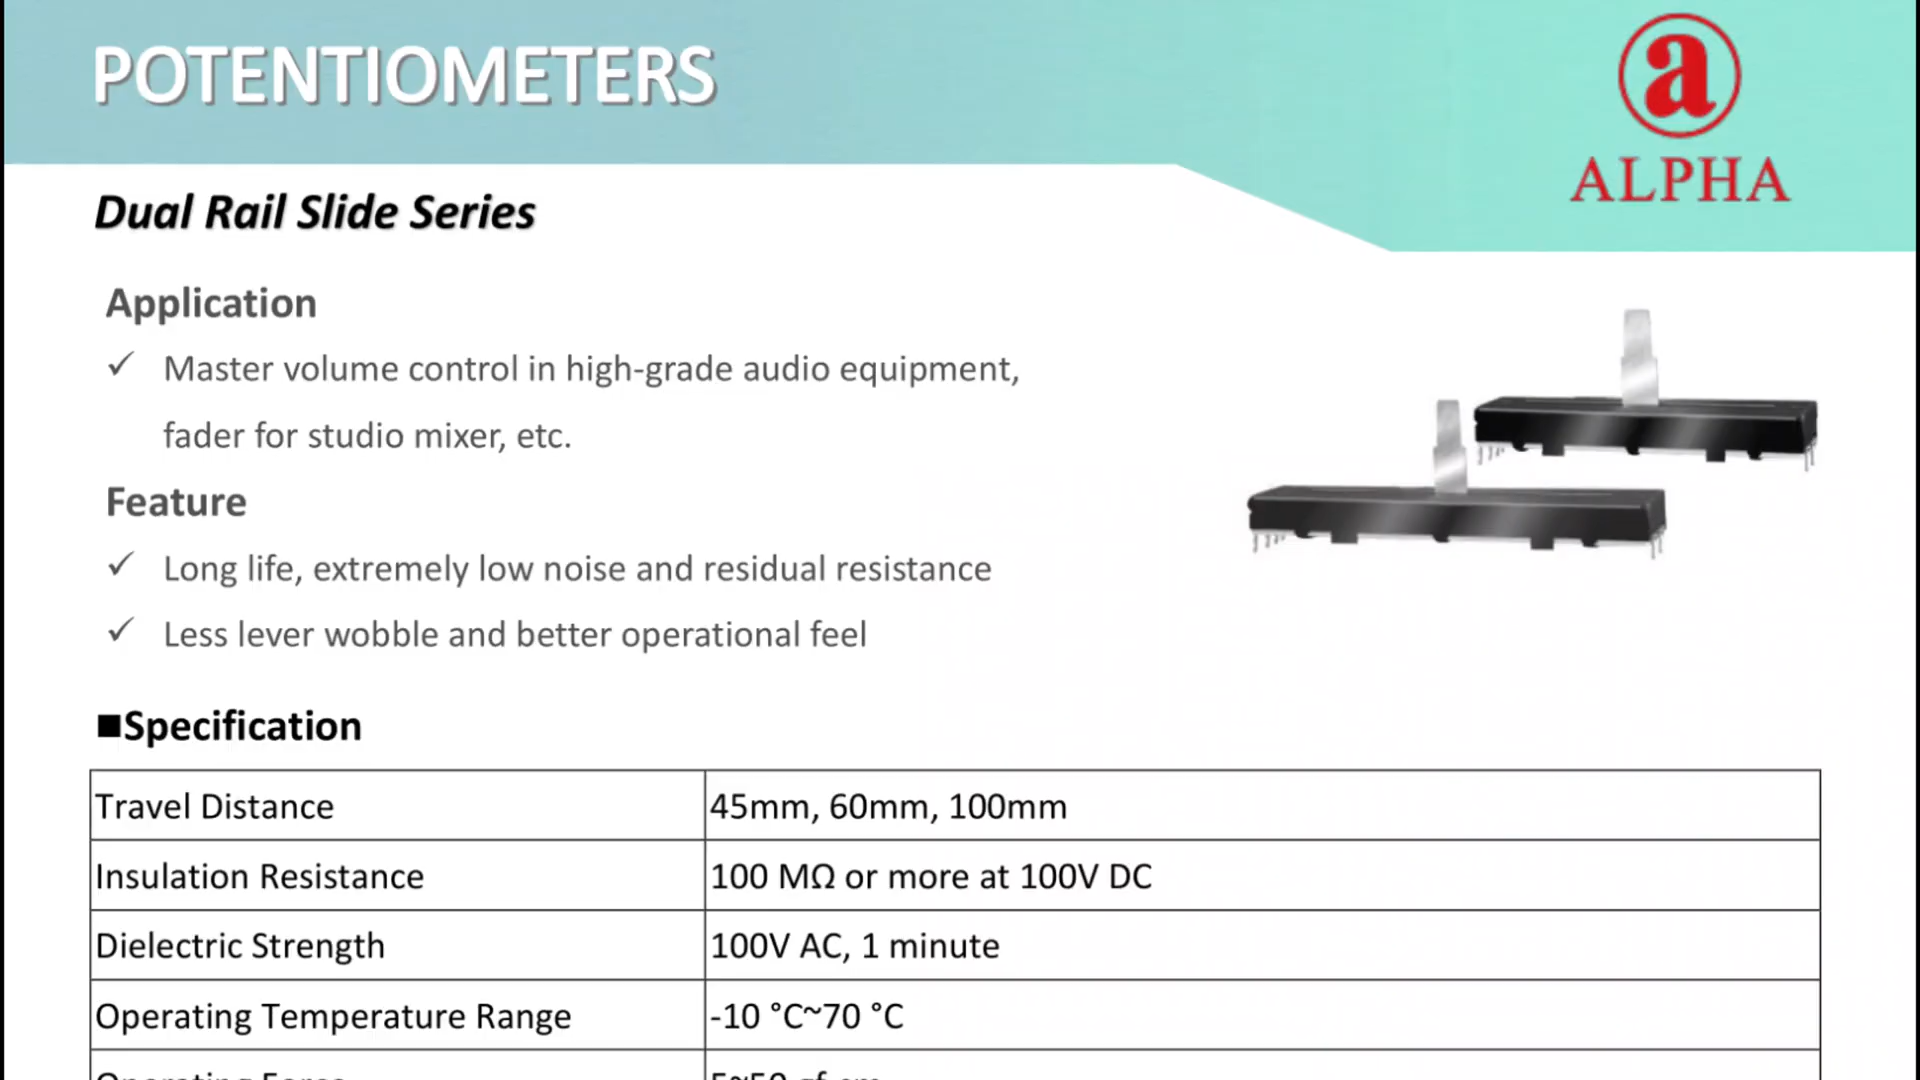 POTENTIOMETERS
a
ALPHA
Dual Rail Slide Series
Application
✓ Master volume control in high-grade audio equipment,
fader for studio mixer, etc.
Feature
✓ Long life, extremely low noise and residual resistance
✓ Less lever wobble and better operational feel
■Specification
Travel Distance 45mm, 60mm, 100mm
Insulation Resistance 100 MΩ or more at 100V DC
Dielectric Strength 100V AC, 1 minute
Operating Temperature Range -10 °C~70 °C
Operating Force